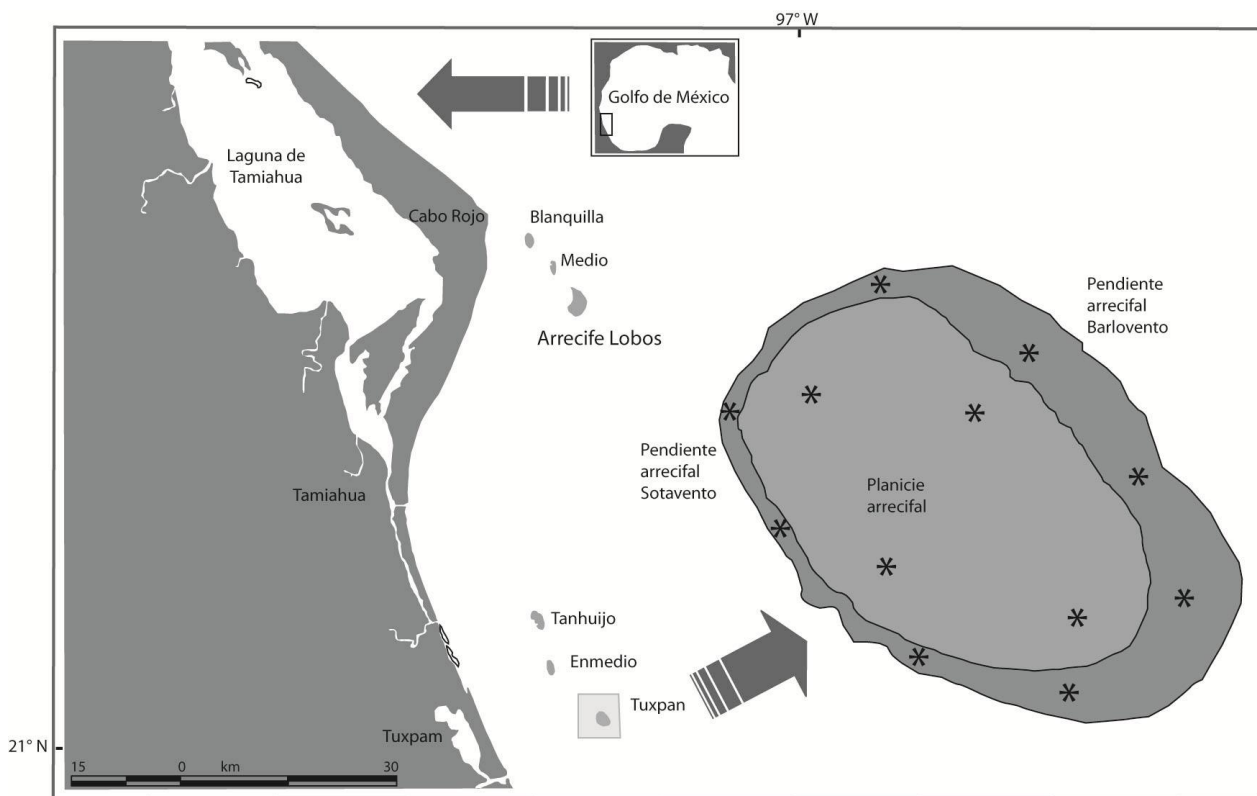 97° W
Golfo de México
Laguna de
Tamiahua
Cabo Rojo
Blanquilla
Medio
Arrecife Lobos
Pendiente
arrecifal
Barlovento
Pendiente
arrecifal
Sotavento
Planicie
arrecifal
Tamiahua
Tanhuijo
Enmedio
Tuxpan
Tuxpam
21° N
15 0 km 30